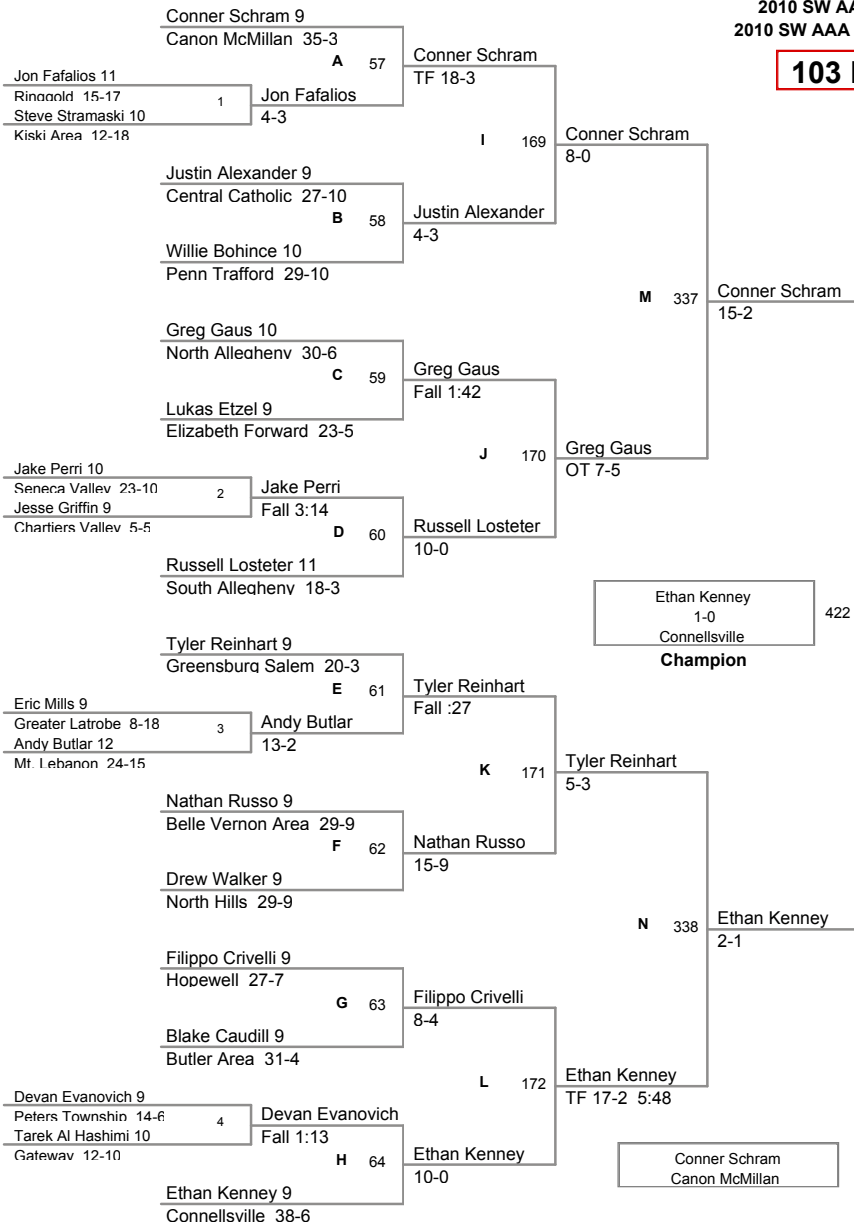 2010 SW AA
2010 SW AAA
103
Conner Schram 9
Canon McMillan 35-3
A 57
Conner Schram
TF 18-3
Jon Fafalios 11
Ringgold 15-17
1
Jon Fafalios
4-3
Steve Stramaski 10
Kiski Area 12-18
I 169
Conner Schram
8-0
Justin Alexander 9
Central Catholic 27-10
B 58
Justin Alexander
4-3
Willie Bohince 10
Penn Trafford 29-10
M 337
Conner Schram
15-2
Greg Gaus 10
North Allegheny 30-6
C 59
Greg Gaus
Fall 1:42
Lukas Etzel 9
Elizabeth Forward 23-5
J 170
Greg Gaus
OT 7-5
Jake Perri 10
Seneca Valley 23-10
2
Jake Perri
Fall 3:14
Jesse Griffin 9
Chartiers Valley 5-5
D 60
Russell Losteter
10-0
Russell Losteter 11
South Allegheny 18-3
Ethan Kenney
1-0
Connellsville
422
Champion
Tyler Reinhart 9
Greensburg Salem 20-3
E 61
Tyler Reinhart
Fall :27
Eric Mills 9
Greater Latrobe 8-18
3
Andy Butlar
13-2
Andy Butlar 12
Mt. Lebanon 24-15
K 171
Tyler Reinhart
5-3
Nathan Russo 9
Belle Vernon Area 29-9
F 62
Nathan Russo
15-9
Drew Walker 9
North Hills 29-9
N 338
Ethan Kenney
2-1
Filippo Crivelli 9
Hopewell 27-7
G 63
Filippo Crivelli
8-4
Blake Caudill 9
Butler Area 31-4
L 172
Ethan Kenney
TF 17-2 5:48
Devan Evanovich 9
Peters Township 14-6
4
Devan Evanovich
Fall 1:13
Tarek Al Hashimi 10
Gateway 12-10
H 64
Ethan Kenney
10-0
Ethan Kenney 9
Connellsville 38-6
Conner Schram
Canon McMillan